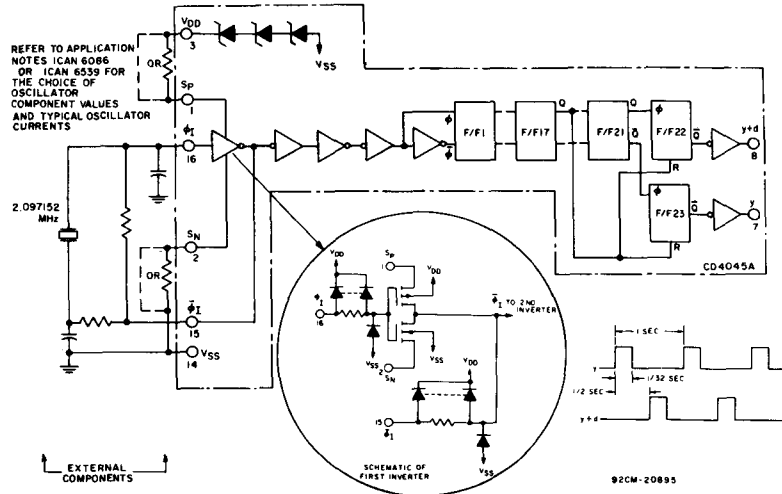 REFER TO APPLICATION
NOTES ICAN 6086
OR ICAN 6539 FOR
THE CHOICE OF
OSCILLATOR
COMPONENT VALUES
AND TYPICAL OSCILLATOR
CURRENTS
VDD
3
VSS
OR
SP
1
ϕI
16
2.097152
MHz
SN
2
OR
ϕ̅I
15
VSS
14
EXTERNAL
COMPONENTS
ϕ
ϕ̅
F/F1
F/F17
Q
F/F21
Q
Q̅
ϕ
F/F22
Q̅
R
y+d
8
ϕ
F/F23
Q̅
R
y
7
CD4045A
VDD
SP
1
VDD
ϕI
16
ϕ̅I TO 2ND
INVERTER
VSS
VSS
2
SN
VDD
15
ϕ̅I
VSS
SCHEMATIC OF
FIRST INVERTER
1 SEC
y
1/32 SEC
1/2 SEC
y+d
92CM-20895